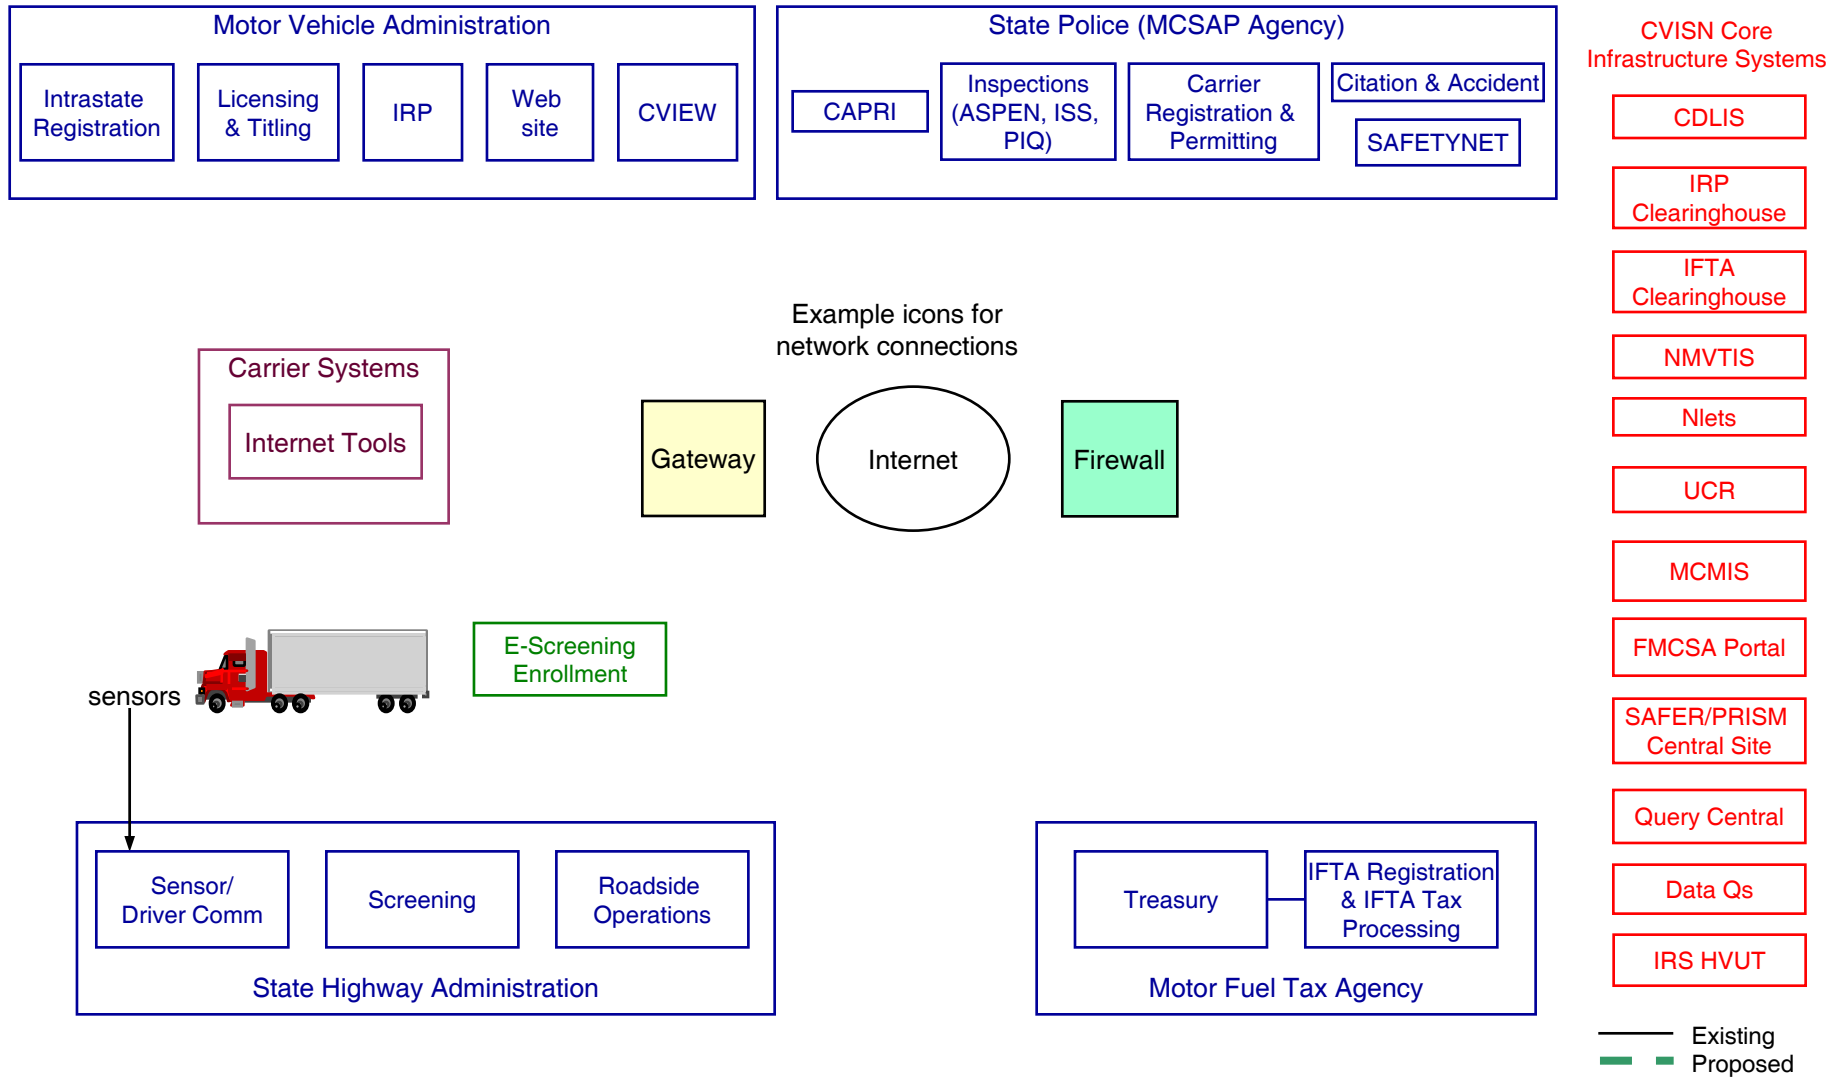 Motor Vehicle Administration
Intrastate
Registration
Licensing
& Titling
IRP
Web
site
CVIEW
State Police (MCSAP Agency)
CAPRI
Inspections
(ASPEN, ISS,
PIQ)
Carrier
Registration &
Permitting
Citation & Accident
SAFETYNET
CVISN Core
Infrastructure Systems
CDLIS
IRP
Clearinghouse
IFTA
Clearinghouse
NMVTIS
Nlets
UCR
MCMIS
FMCSA Portal
SAFER/PRISM
Central Site
Query Central
Data Qs
IRS HVUT
Example icons for
network connections
Carrier Systems
Internet Tools
Gateway
Internet
Firewall
sensors
E-Screening
Enrollment
Sensor/
Driver Comm
Screening
Roadside
Operations
State Highway Administration
Treasury
IFTA Registration
& IFTA Tax
Processing
Motor Fuel Tax Agency
Existing
Proposed